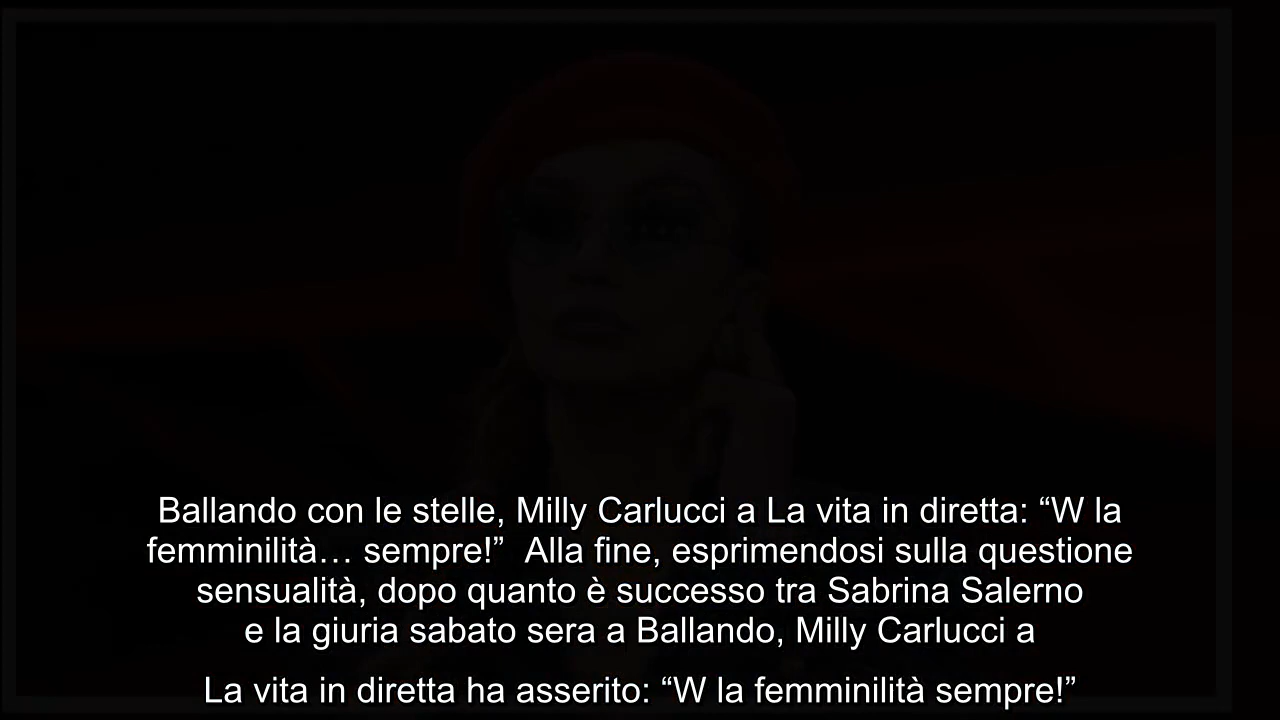 Ballando con le stelle, Milly Carlucci a La vita in diretta: “W la
femminilità… sempre!”  Alla fine, esprimendosi sulla questione
sensualità, dopo quanto è successo tra Sabrina Salerno
e la giuria sabato sera a Ballando, Milly Carlucci a
La vita in diretta ha asserito: “W la femminilità sempre!”